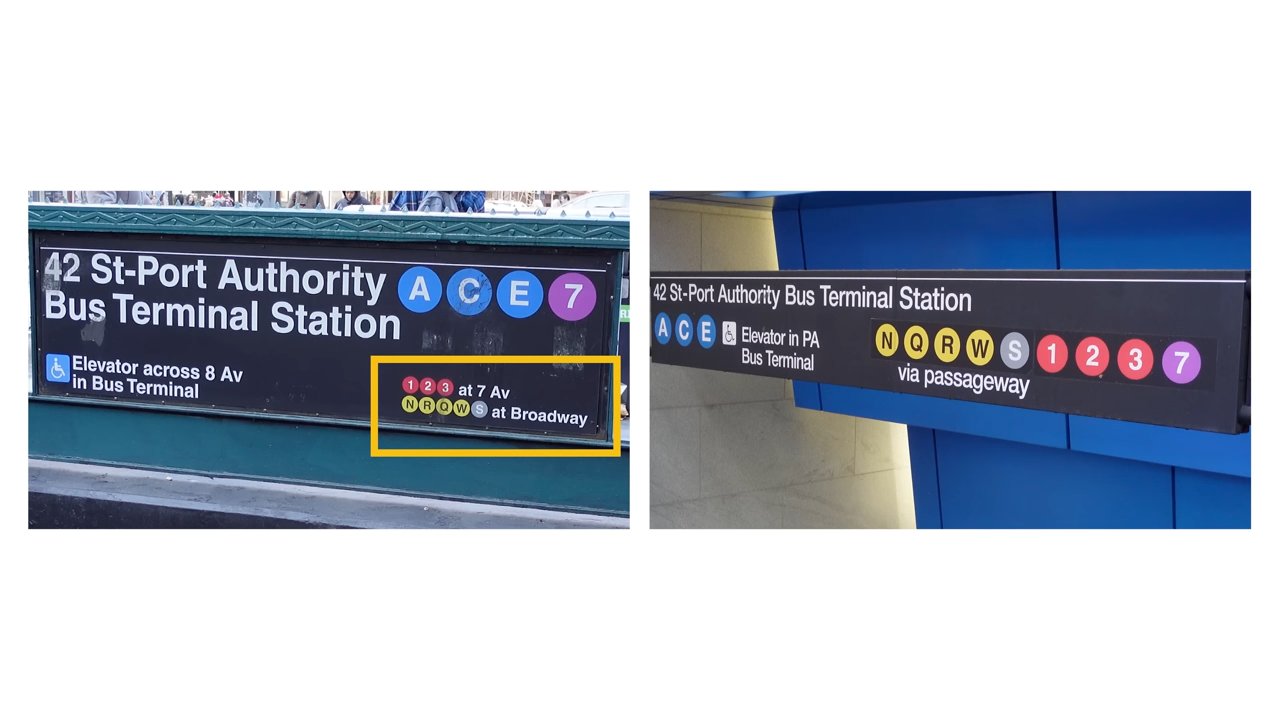 42 St-Port Authority A C E 7
Bus Terminal Station
Elevator across 8 Av
in Bus Terminal
1 2 3 at 7 Av
N R Q W S at Broadway
42 St-Port Authority Bus Terminal Station
A C E Elevator in PA
Bus Terminal
N Q R W S 1 2 3 7
via passageway